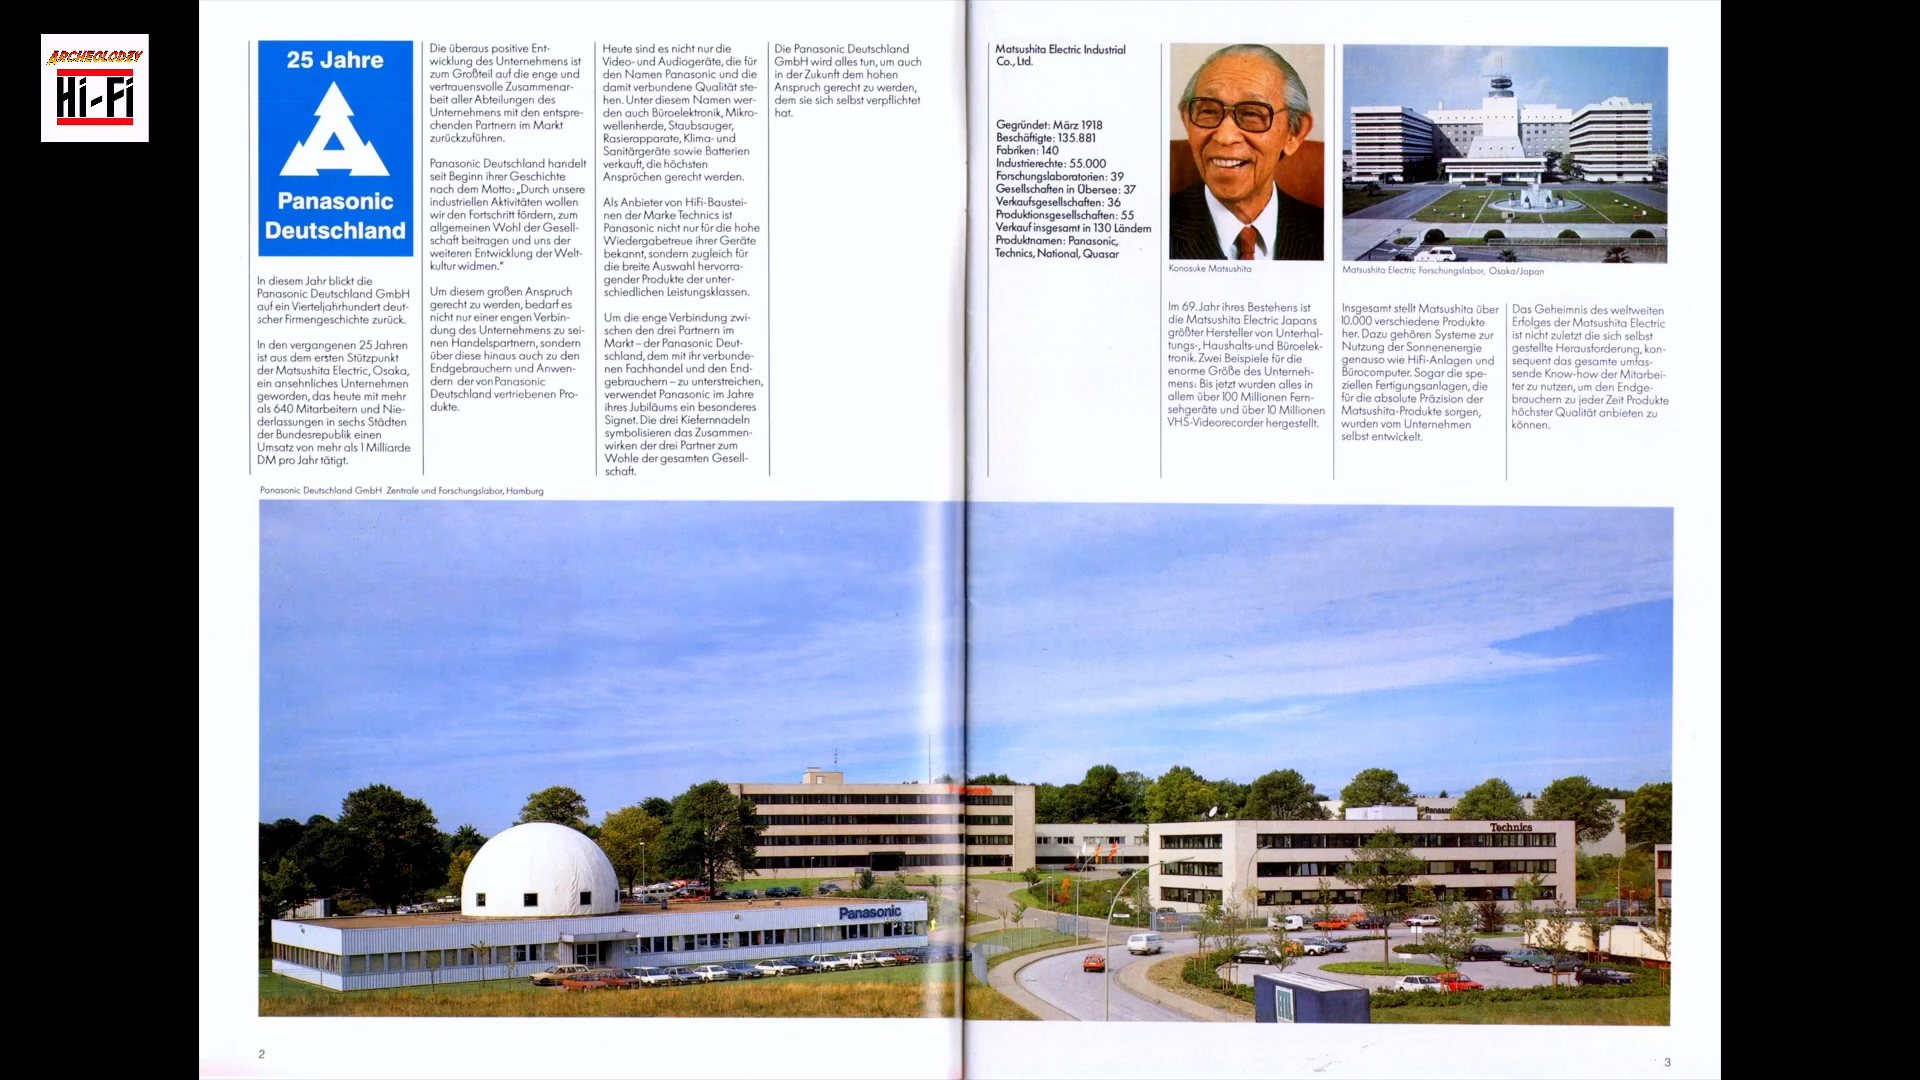 ARCHEOLODZY
Hi-Fi
25 Jahre
Panasonic
Deutschland
In diesem Jahr blickt die
Panasonic Deutschland GmbH
auf ein Vierteljahrhundert deut-
scher Firmengeschichte zurück.
In den vergangenen 25 Jahren
ist aus dem ersten Stützpunkt
der Matsushita Electric, Osaka,
ein ansehnliches Unternehmen
geworden, das heute mit mehr
als 640 Mitarbeitern und Nie-
derlassungen in sechs Städten
der Bundesrepublik einen
Umsatz von mehr als 1 Milliarde
DM pro Jahr tätigt.
Die überaus positive Ent-
wicklung des Unternehmens ist
zum Großteil auf die enge und
vertrauensvolle Zusammenar-
beit aller Abteilungen des
Unternehmens mit den entspre-
chenden Partnern im Markt
zurückzuführen.
Panasonic Deutschland handelt
seit Beginn ihrer Geschichte
nach dem Motto: „Durch unsere
industriellen Aktivitäten wollen
wir den Fortschritt fördern, zum
allgemeinen Wohl der Gesell-
schaft beitragen und uns der
weiteren Entwicklung der Welt-
kultur widmen."
Um diesem großen Anspruch
gerecht zu werden, bedarf es
nicht nur einer engen Verbin-
dung des Unternehmens zu sei-
nen Handelspartnern, sondern
über diese hinaus auch zu den
Endgebrauchern und Anwen-
dern der von Panasonic
Deutschland vertriebenen Pro-
dukte.
Heute sind es nicht nur die
Video- und Audiogeräte, die für
den Namen Panasonic und die
damit verbundene Qualität ste-
hen. Unter diesem Namen wer-
den auch Büroelektronik, Mikro-
wellenherde, Staubsauger,
Rasierapparate, Klima- und
Sanitärgeräte sowie Batterien
verkauft, die höchsten
Ansprüchen gerecht werden.
Als Anbieter von HiFi-Baustei-
nen der Marke Technics ist
Panasonic nicht nur für die hohe
Wiedergabetreue ihrer Geräte
bekannt, sondern zugleich für
die breite Auswahl hervorra-
gender Produkte der unter-
schiedlichen Leistungsklassen.
Um die enge Verbindung zwi-
schen den drei Partnern im
Markt – der Panasonic Deut-
schland, dem mit ihr verbunde-
nen Fachhandel und den End-
gebrauchern – zu unterstreichen,
verwendet Panasonic im Jahre
ihres Jubiläums ein besonderes
Signet. Die drei Kiefernnadeln
symbolisieren das Zusammen-
wirken der drei Partner zum
Wohle der gesamten Gesell-
schaft.
Die Panasonic Deutschland
GmbH wird alles tun, um auch
in der Zukunft dem hohen
Anspruch gerecht zu werden,
dem sie sich selbst verpflichtet
hat.
Panasonic Deutschland GmbH Zentrale und Forschungslabor, Hamburg
Matsushita Electric Industrial
Co., Ltd.
Gegründet: März 1918
Beschäftigte: 135.881
Fabriken: 140
Industrierechte: 55.000
Forschungslaboratorien: 39
Gesellschaften in Übersee: 37
Verkaufsgesellschaften: 36
Produktionsgesellschaften: 55
Verkauf insgesamt in 130 Ländern
Produktnamen: Panasonic,
Technics, National, Quasar
Konosuke Matsushita
Matsushita Electric Forschungslabor, Osaka/Japan
Im 69. Jahr ihres Bestehens ist
die Matsushita Electric Japans
größter Hersteller von Unterhal-
tungs-, Haushalts- und Büroelek-
tronik. Zwei Beispiele für die
enorme Größe des Unterneh-
mens: Bis jetzt wurden alles in
allem über 100 Millionen Fern-
sehgeräte und über 10 Millionen
VHS-Videorecorder hergestellt.
Insgesamt stellt Matsushita über
10.000 verschiedene Produkte
her. Dazu gehören Systeme zur
Nutzung der Sonnenenergie
genauso wie HiFi-Anlagen und
Bürocomputer. Sogar die spe-
ziellen Fertigungsanlagen, die
für die absolute Präzision der
Matsushita-Produkte sorgen,
wurden vom Unternehmen
selbst entwickelt.
Das Geheimnis des weltweiten
Erfolges der Matsushita Electric
ist nicht zuletzt die sich selbst
gestellte Herausforderung, kon-
sequent das gesamte umfas-
sende Know-how der Mitarbei-
ter zu nutzen, um den Endge-
brauchern zu jeder Zeit Produkte
höchster Qualität anbieten zu
können.
Panasonic
Panasonic
Technics
Panasonic
2
3